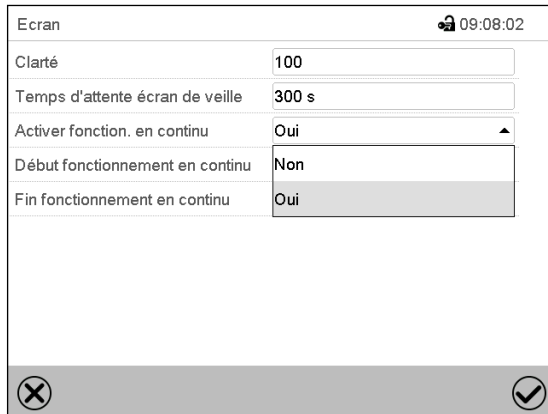 Ecran 09:08:02
Clarté 100
Temps d'attente écran de veille 300 s
Activer fonction. en continu Oui
Début fonctionnement en continu Non
Fin fonctionnement en continu Oui